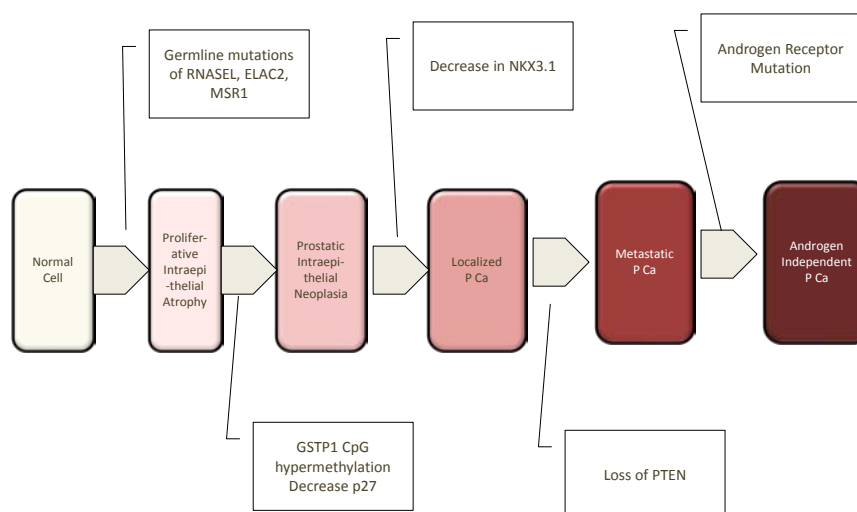 Germline mutations
of RNASEL, ELAC2,
MSR1
Decrease in NKX3.1
Androgen Receptor
Mutation
Normal
Cell
Prolifer-
ative
Intraepi
-thelial
Atrophy
Prostatic
Intraepi-
thelial
Neoplasia
Localized
P Ca
Metastatic
P Ca
Androgen
Independent
P Ca
GSTP1 CpG
hypermethylation
Decrease p27
Loss of PTEN